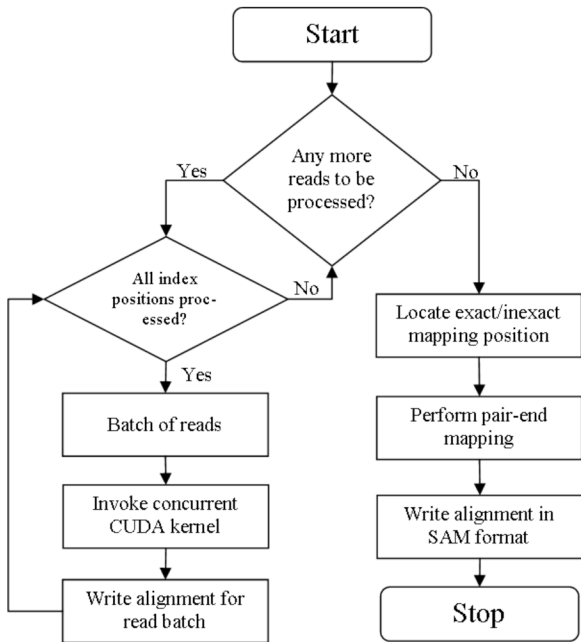 Start
Any more
reads to be
processed?
Yes
No
All index
positions proc-
essed?
No
Yes
Batch of reads
Invoke concurrent
CUDA kernel
Write alignment for
read batch
Locate exact/inexact
mapping position
Perform pair-end
mapping
Write alignment in
SAM format
Stop